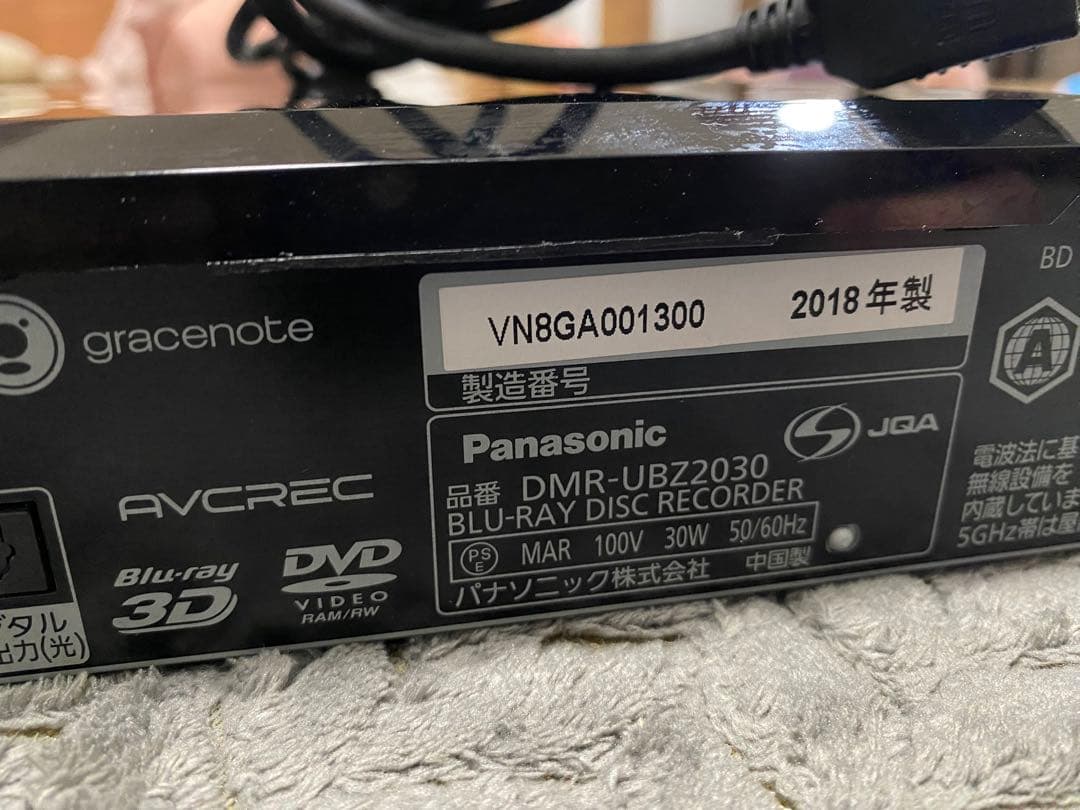 gracenote
VN8GA001300 2018年製
製造番号
BD
A
Panasonic
JQA
品番 DMR-UBZ2030
BLU-RAY DISC RECORDER
PSE MAR 100V 30W 50/60Hz
パナソニック株式会社 中国製
電波法に基
無線設備を
内蔵していま
5GHz帯は屋
AVCREC
Blu-ray
3D
DVD
VIDEO
RAM/RW
タル
出力(光)